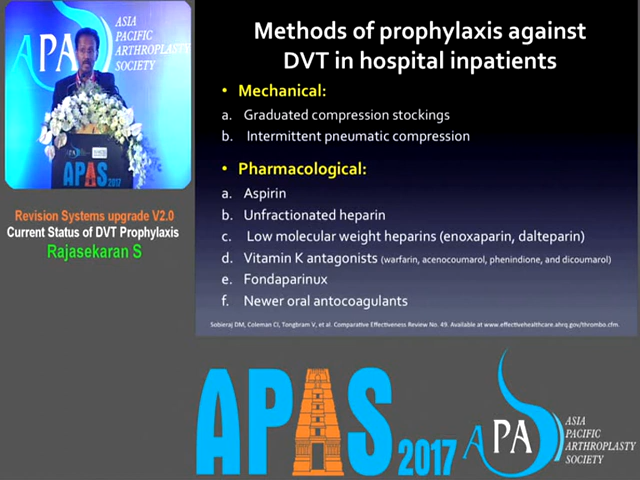 ASIA
PACIFIC
ARTHROPLASTY
SOCIETY
APA
APAS
2017
Revision Systems upgrade V2.0
Current Status of DVT Prophylaxis
Rajasekaran S
Methods of prophylaxis against
DVT in hospital inpatients
• Mechanical:
a. Graduated compression stockings
b. Intermittent pneumatic compression
• Pharmacological:
a. Aspirin
b. Unfractionated heparin
c. Low molecular weight heparins (enoxaparin, dalteparin)
d. Vitamin K antagonists (warfarin, acenocoumarol, phenindione, and dicoumarol)
e. Fondaparinux
f. Newer oral antocoagulants
Sobieraj DM, Coleman CI, Tongbram V, et al. Comparative Effectiveness Review No. 49. Available at www.effectivehealthcare.ahrq.gov/thrombo.cfm.
APAS 2017
APA
ASIA
PACIFIC
ARTHROPLASTY
SOCIETY